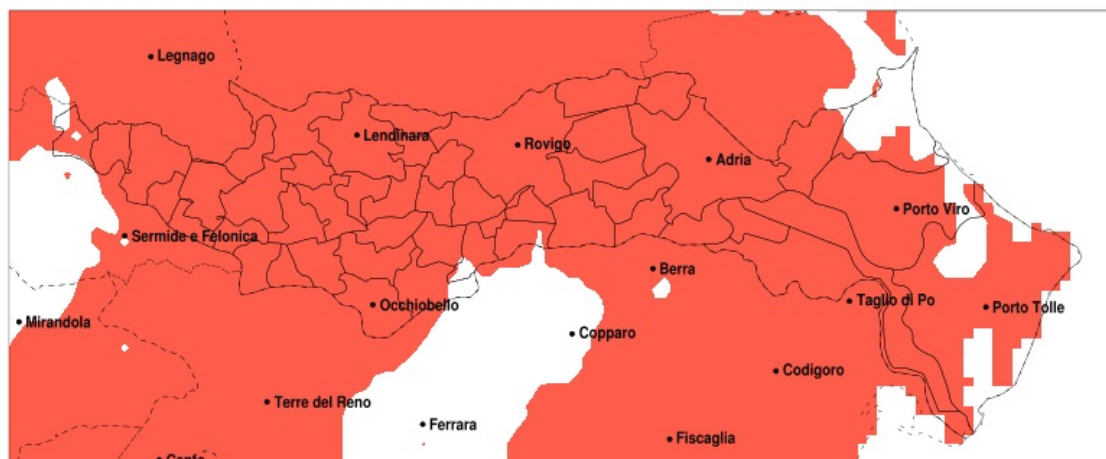 Legnago
Lendinara
Rovigo
Adria
Porto Viro
Sermide e Felonica
Berra
Occhiobello
Taglio di Po
Porto Tolle
Mirandola
Copparo
Codigoro
Terre del Reno
Ferrara
Fiscaglia